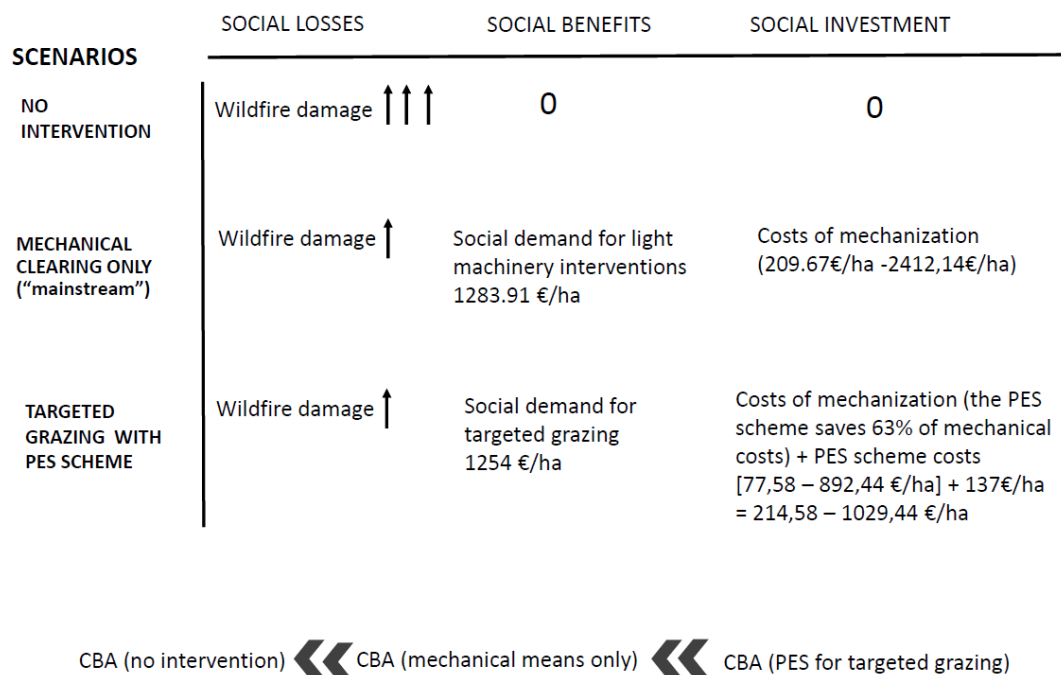 SOCIAL LOSSES SOCIAL BENEFITS SOCIAL INVESTMENT
SCENARIOS
NO
INTERVENTION
Wildfire damage
0
0
MECHANICAL
CLEARING ONLY
("mainstream")
Wildfire damage
Social demand for light
machinery interventions
1283.91 €/ha
Costs of mechanization
(209.67€/ha -2412,14€/ha)
TARGETED
GRAZING WITH
PES SCHEME
Wildfire damage
Social demand for
targeted grazing
1254 €/ha
Costs of mechanization (the PES
scheme saves 63% of mechanical
costs) + PES scheme costs
[77,58 – 892,44 €/ha] + 137€/ha
= 214,58 – 1029,44 €/ha
CBA (no intervention) CBA (mechanical means only) CBA (PES for targeted grazing)